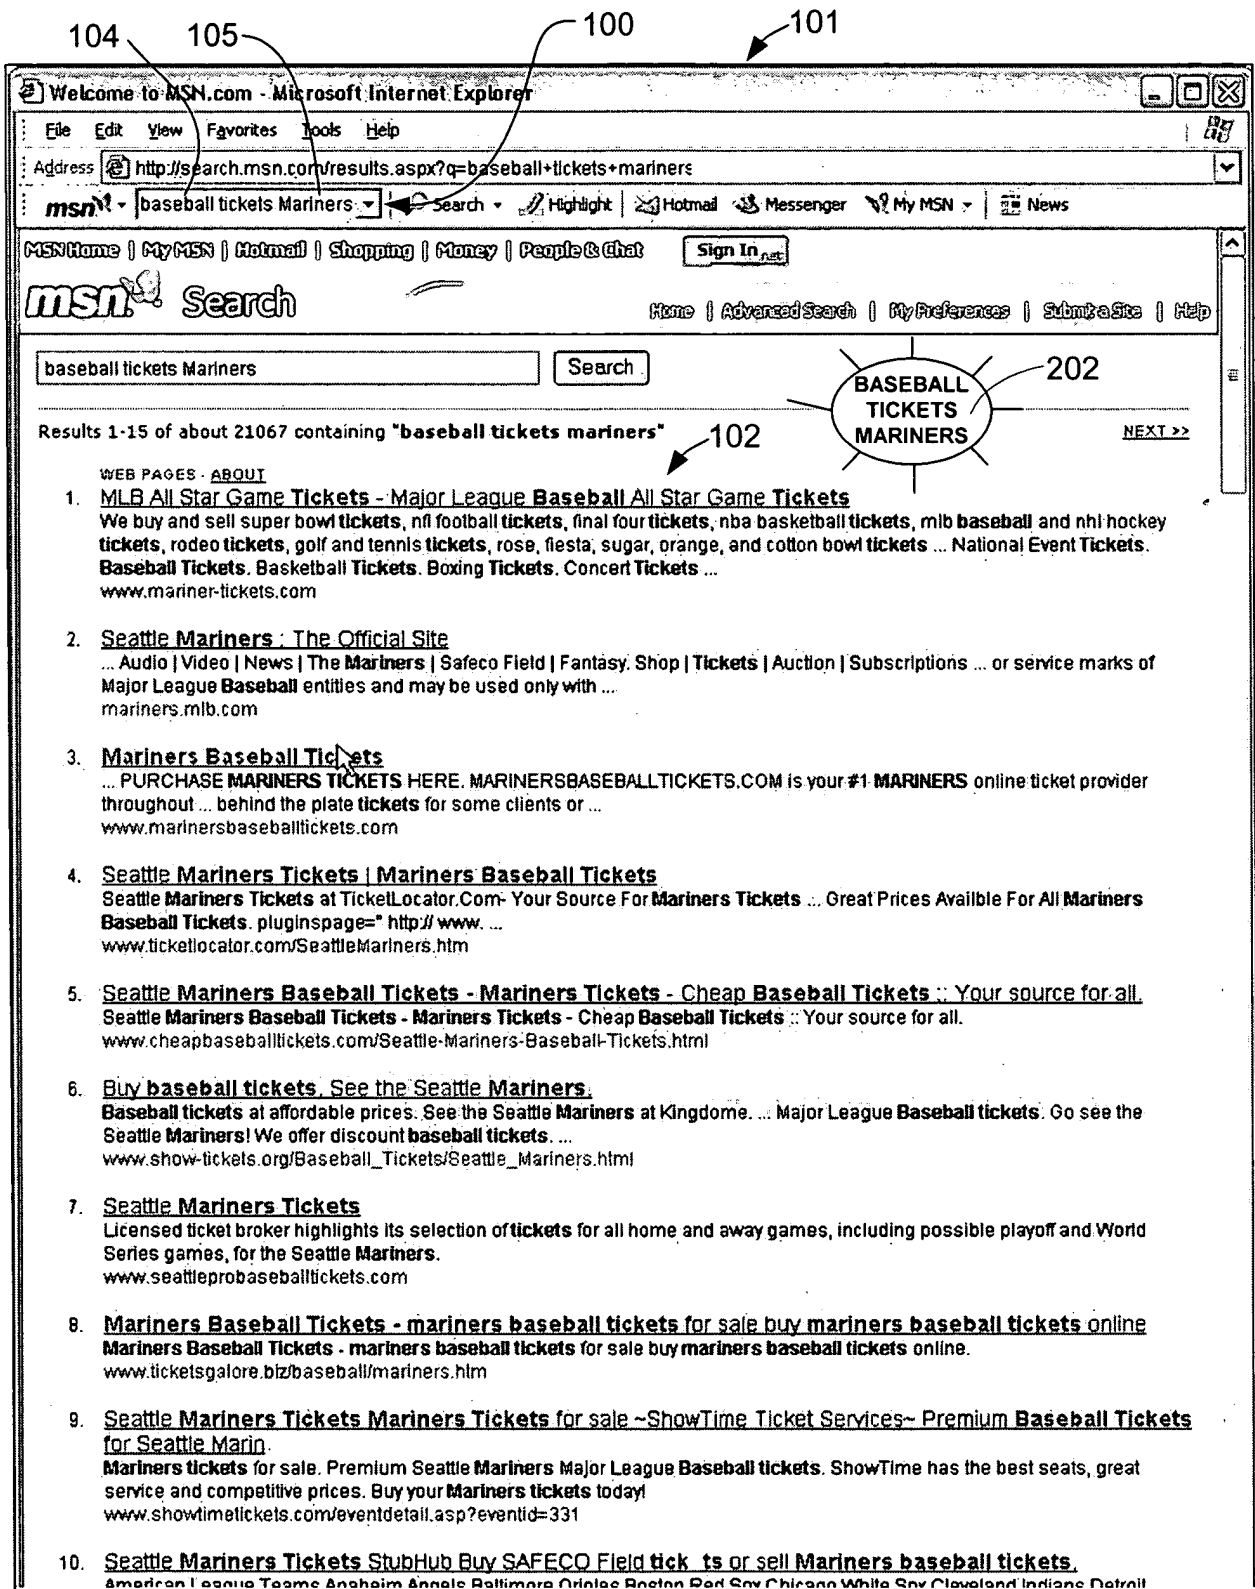 104 105 100 101
Welcome to MSN.com - Microsoft Internet Explorer
File Edit View Favorites Tools Help
Address http://search.msn.com/results.aspx?q=baseball+tickets+mariners
msn baseball tickets Mariners Search Highlight Hotmail Messenger My MSN News
MSN Home | My MSN | Hotmail | Shopping | Money | People & Chat Sign In .net
msn Search
Home | Advanced Search | My Preferences | Submit a Site | Help
baseball tickets Mariners Search
BASEBALL
TICKETS
MARINERS
202
Results 1-15 of about 21067 containing "baseball tickets mariners" 102 NEXT >>
WEB PAGES · ABOUT
1. MLB All Star Game Tickets - Major League Baseball All Star Game Tickets
We buy and sell super bowl tickets, nfl football tickets, final four tickets, nba basketball tickets, mlb baseball and nhl hockey
tickets, rodeo tickets, golf and tennis tickets, rose, fiesta, sugar, orange, and cotton bowl tickets ... National Event Tickets.
Baseball Tickets. Basketball Tickets. Boxing Tickets. Concert Tickets ...
www.mariner-tickets.com
2. Seattle Mariners : The Official Site
... Audio | Video | News | The Mariners | Safeco Field | Fantasy. Shop | Tickets | Auction | Subscriptions ... or service marks of
Major League Baseball entities and may be used only with ...
mariners.mlb.com
3. Mariners Baseball Tickets
... PURCHASE MARINERS TICKETS HERE. MARINERSBASEBALLTICKETS.COM is your #1 MARINERS online ticket provider
throughout ... behind the plate tickets for some clients or ...
www.marinersbaseballtickets.com
4. Seattle Mariners Tickets | Mariners Baseball Tickets
Seattle Mariners Tickets at TicketLocator.Com- Your Source For Mariners Tickets ... Great Prices Availble For All Mariners
Baseball Tickets. pluginspage=" http:// www. ...
www.ticketlocator.com/SeattleMariners.htm
5. Seattle Mariners Baseball Tickets - Mariners Tickets - Cheap Baseball Tickets :: Your source for all.
Seattle Mariners Baseball Tickets - Mariners Tickets - Cheap Baseball Tickets :: Your source for all.
www.cheapbaseballtickets.com/Seattle-Mariners-Baseball-Tickets.html
6. Buy baseball tickets. See the Seattle Mariners.
Baseball tickets at affordable prices. See the Seattle Mariners at Kingdome. ... Major League Baseball tickets. Go see the
Seattle Mariners! We offer discount baseball tickets. ...
www.show-tickets.org/Baseball_Tickets/Seattle_Mariners.html
7. Seattle Mariners Tickets
Licensed ticket broker highlights its selection of tickets for all home and away games, including possible playoff and World
Series games, for the Seattle Mariners.
www.seattleprobaseballtickets.com
8. Mariners Baseball Tickets - mariners baseball tickets for sale buy mariners baseball tickets online
Mariners Baseball Tickets - mariners baseball tickets for sale buy mariners baseball tickets online.
www.ticketsgalore.biz/baseball/mariners.htm
9. Seattle Mariners Tickets Mariners Tickets for sale ~ShowTime Ticket Services~ Premium Baseball Tickets
for Seattle Marin
Mariners tickets for sale. Premium Seattle Mariners Major League Baseball tickets. ShowTime has the best seats, great
service and competitive prices. Buy your Mariners tickets today!
www.showtimetickets.com/eventdetail.asp?eventid=331
10. Seattle Mariners Tickets StubHub Buy SAFECO Field tick ts or sell Mariners baseball tickets.
American League Teams Anaheim Angels Baltimore Orioles Boston Red Sox Chicago White Sox Cleveland Indians Detroit